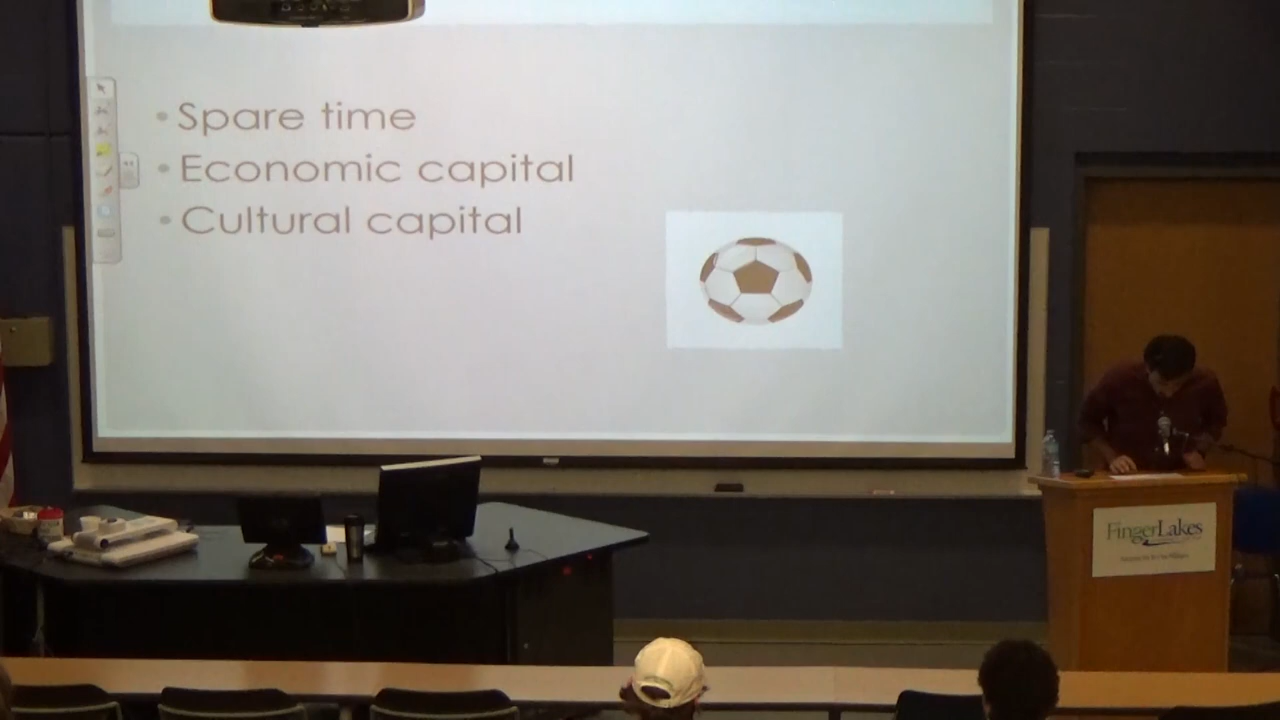 • Spare time
• Economic capital
• Cultural capital
FingerLakes